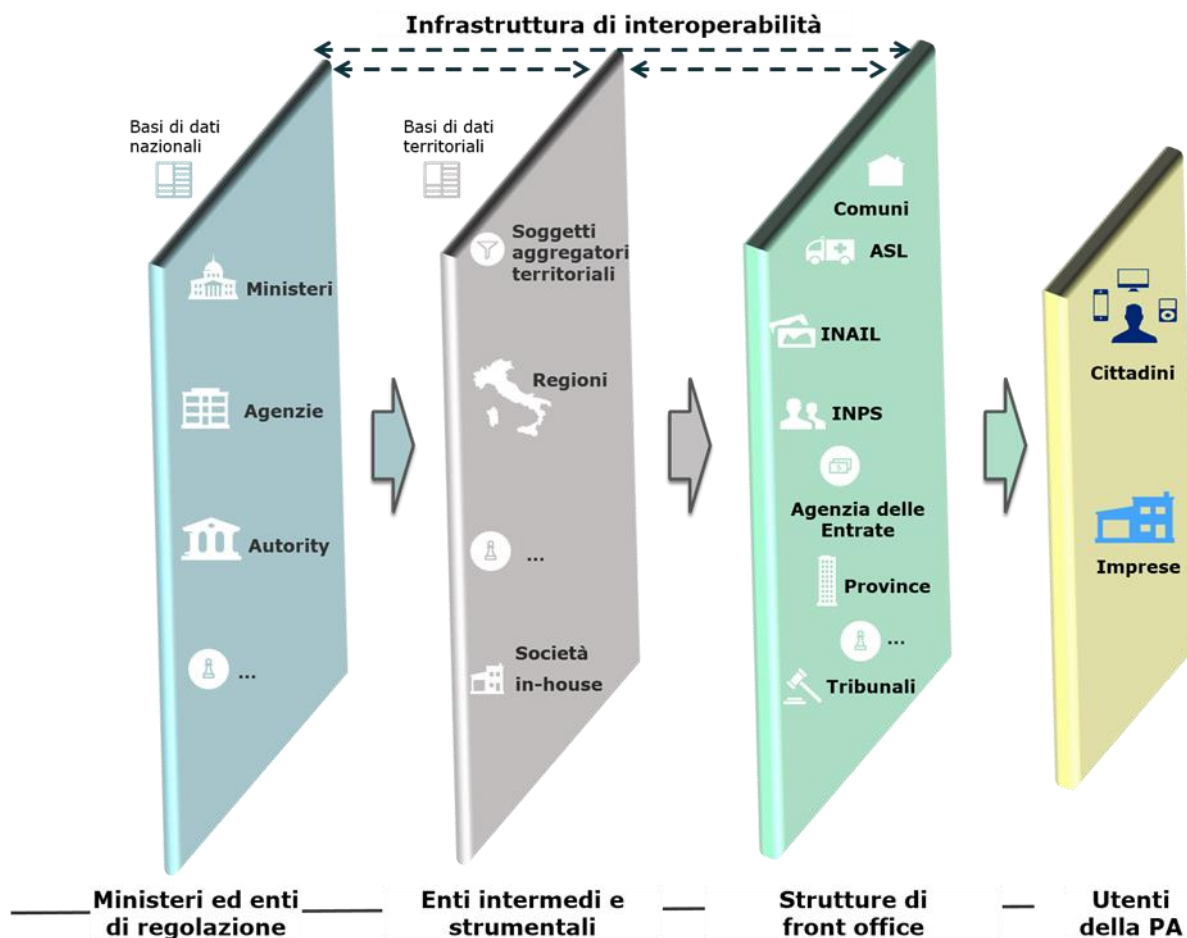 Infrastruttura di interoperabilità
Basi di dati
nazionali
Ministeri
Agenzie
Autority
...
Basi di dati
territoriali
Soggetti
aggregatori
territoriali
Regioni
...
Società
in-house
Comuni
ASL
INAIL
INPS
Agenzia delle
Entrate
Province
...
Tribunali
Cittadini
Imprese
Ministeri ed enti
di regolazione
Enti intermedi e
strumentali
Strutture di
front office
Utenti
della PA